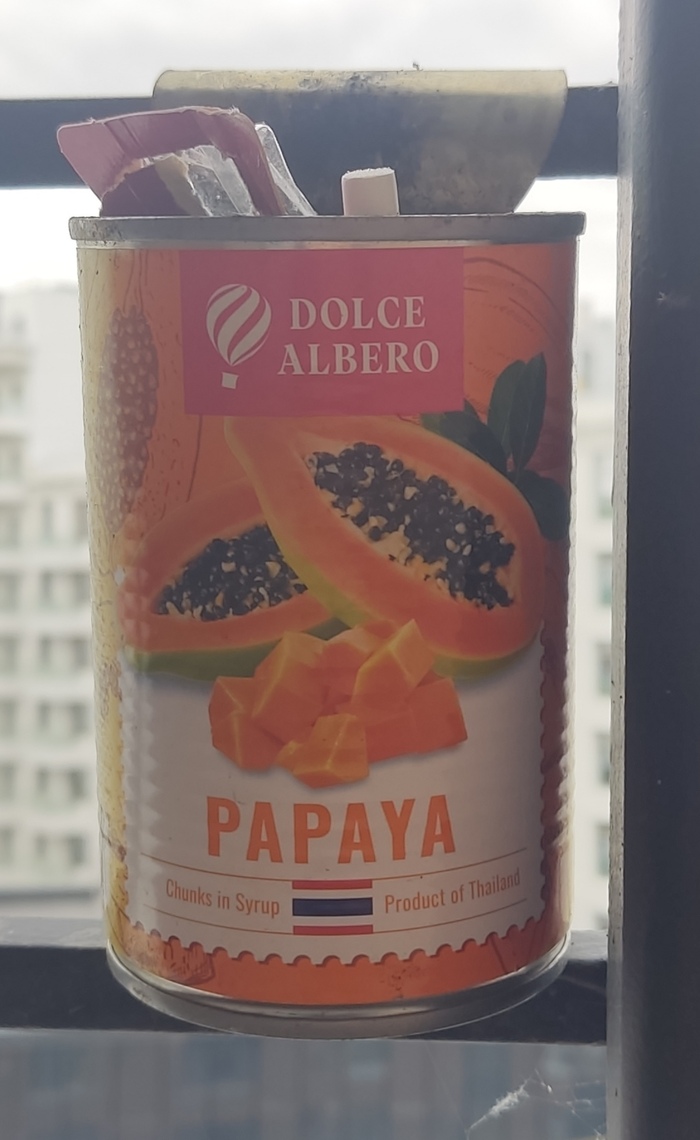 DOLCE
ALBERO
PAPAYA
Chunks in Syrup
Product of Thailand